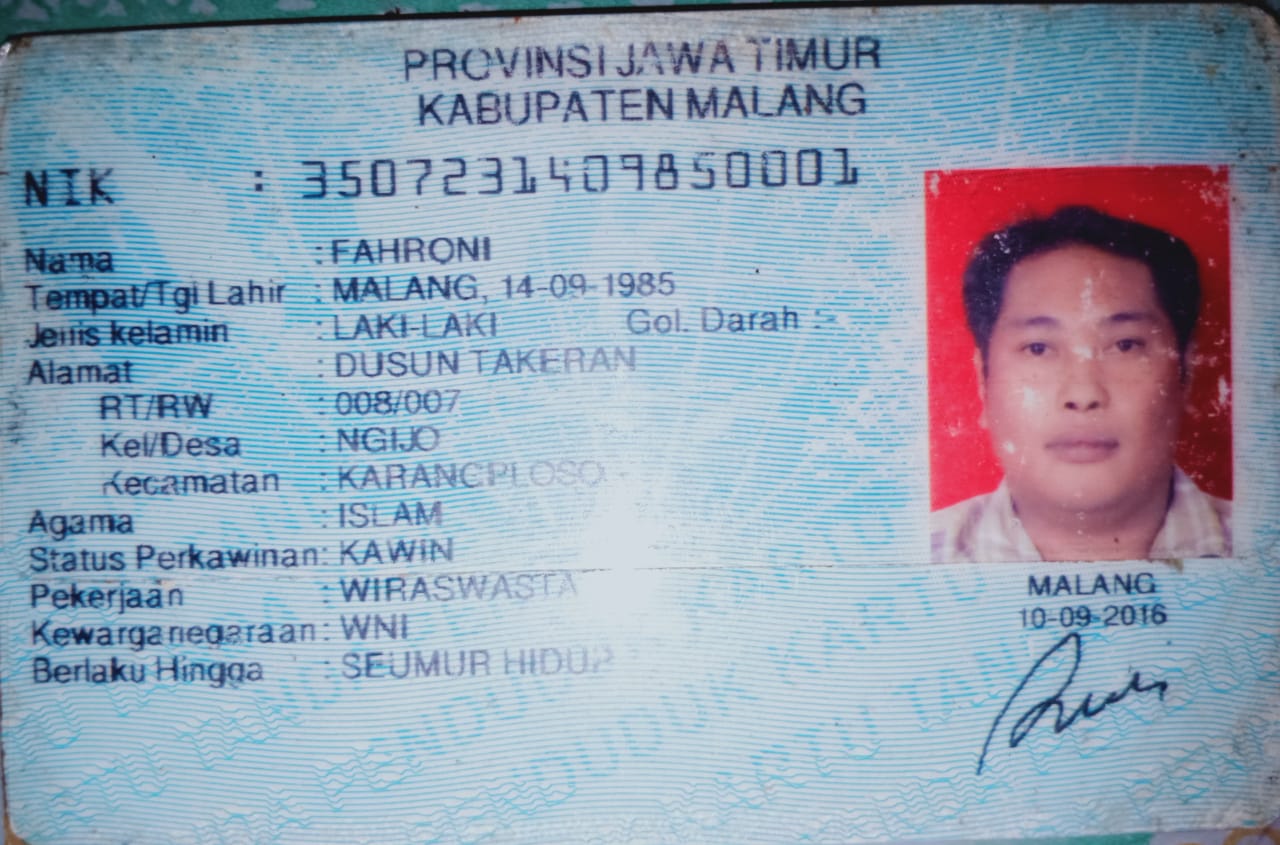 PROVINSI JAWA TIMUR
KABUPATEN MALANG
NIK : 3507231409850001
Nama : FAHRONI
Tempat/Tgl Lahir : MALANG, 14-09-1985
Jenis kelamin : LAKI-LAKI Gol. Darah : -
Alamat : DUSUN TAKERAN
RT/RW : 008/007
Kel/Desa : NGIJO
Kecamatan : KARANGPLOSO
Agama : ISLAM
Status Perkawinan: KAWIN
Pekerjaan : WIRASWASTA
Kewarganegaraan: WNI
Berlaku Hingga : SEUMUR HIDUP
MALANG
10-09-2016